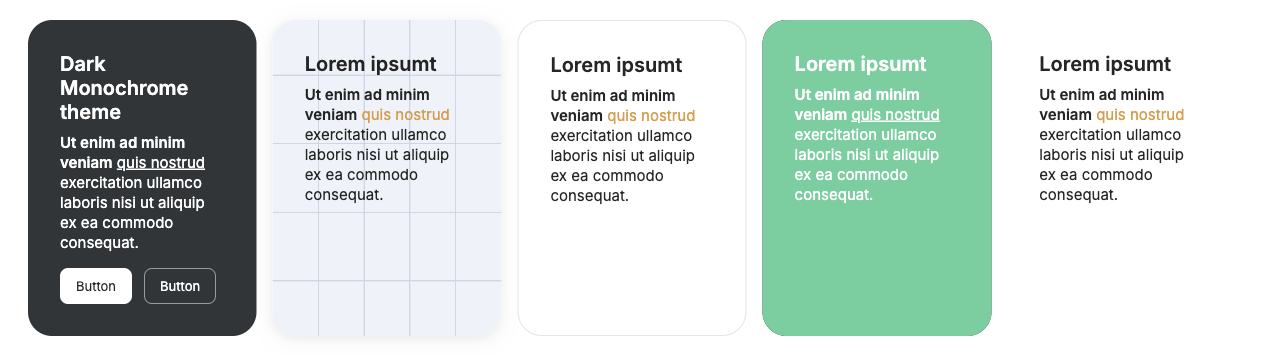 Dark
Monochrome
theme
Ut enim ad minim
veniam quis nostrud
exercitation ullamco
laboris nisi ut aliquip
ex ea commodo
consequat.
Button
Button
Lorem ipsumt
Ut enim ad minim
veniam quis nostrud
exercitation ullamco
laboris nisi ut aliquip
ex ea commodo
consequat.
Lorem ipsumt
Ut enim ad minim
veniam quis nostrud
exercitation ullamco
laboris nisi ut aliquip
ex ea commodo
consequat.
Lorem ipsumt
Ut enim ad minim
veniam quis nostrud
exercitation ullamco
laboris nisi ut aliquip
ex ea commodo
consequat.
Lorem ipsumt
Ut enim ad minim
veniam quis nostrud
exercitation ullamco
laboris nisi ut aliquip
ex ea commodo
consequat.